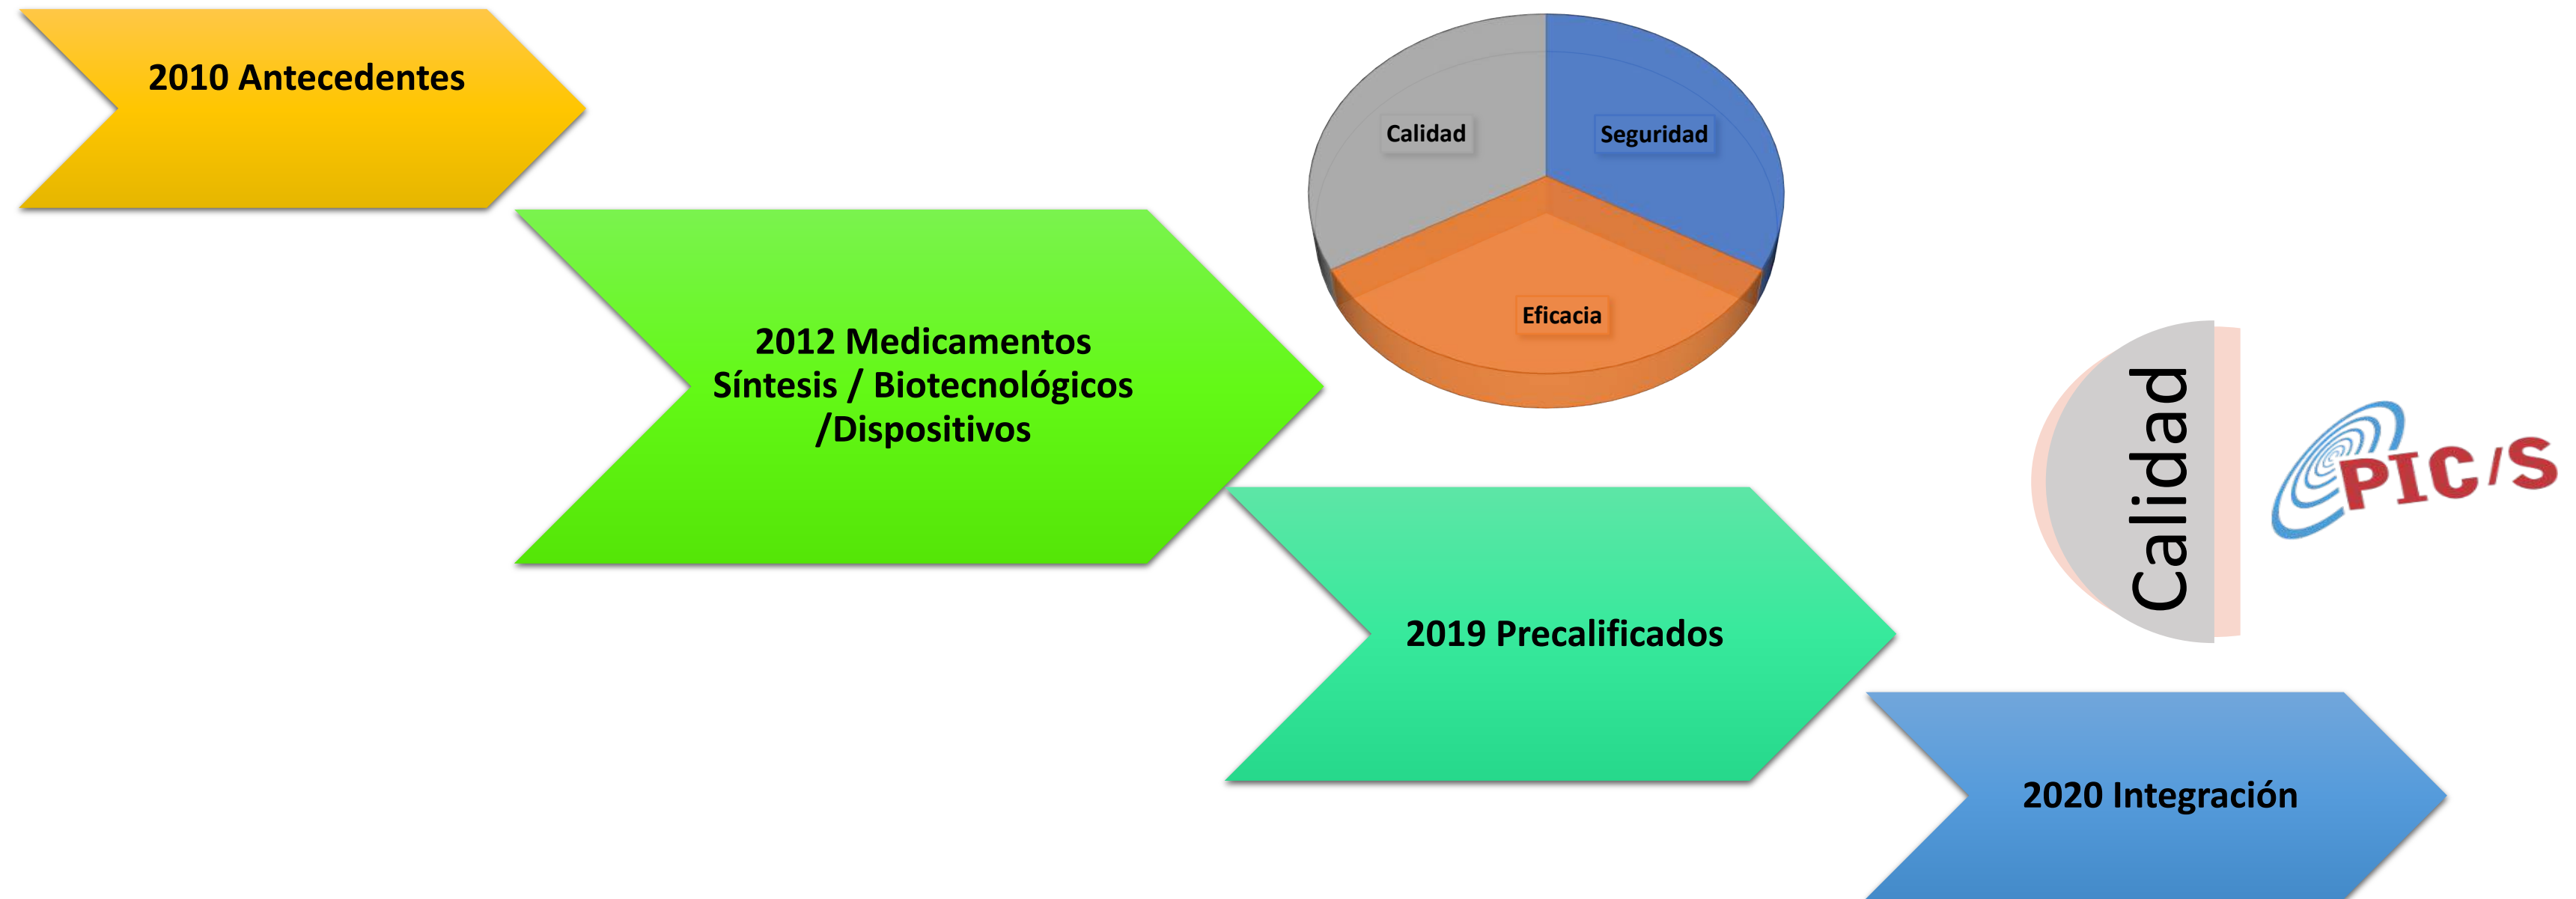 2010 Antecedentes
Calidad
Seguridad
Eficacia
2012 Medicamentos
Síntesis / Biotecnológicos
/Dispositivos
Calidad
PIC/S
2019 Precalificados
2020 Integración